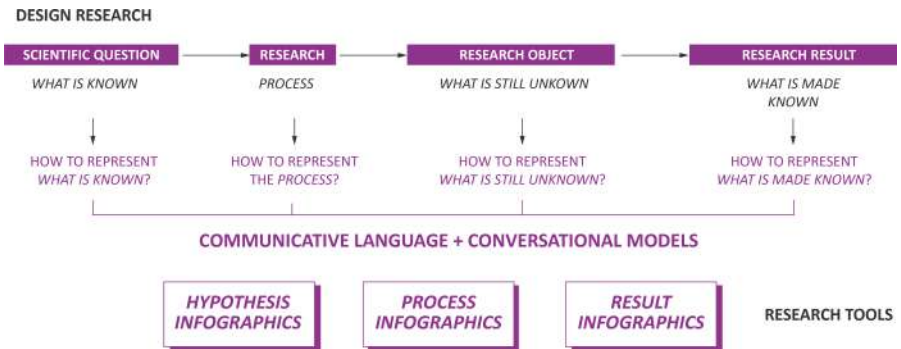 DESIGN RESEARCH
SCIENTIFIC QUESTION
RESEARCH
RESEARCH OBJECT
RESEARCH RESULT
WHAT IS KNOWN
PROCESS
WHAT IS STILL UNKOWN
WHAT IS MADE
KNOWN
HOW TO REPRESENT
WHAT IS KNOWN?
HOW TO REPRESENT
THE PROCESS?
HOW TO REPRESENT
WHAT IS STILL UNKNOWN?
HOW TO REPRESENT
WHAT IS MADE KNOWN?
COMMUNICATIVE LANGUAGE + CONVERSATIONAL MODELS
HYPOTHESIS
INFOGRAPHICS
PROCESS
INFOGRAPHICS
RESULT
INFOGRAPHICS
RESEARCH TOOLS